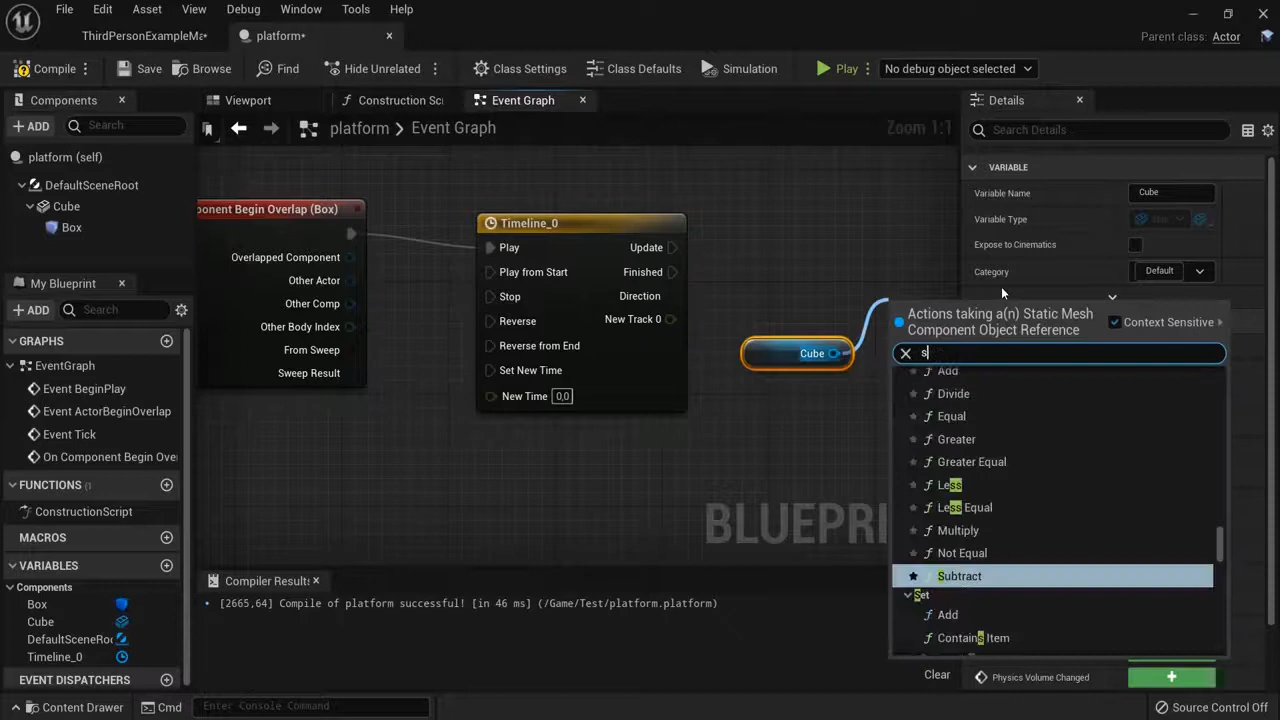 File Edit Asset View Debug Window Tools Help
ThirdPersonExampleMa*
platform*
Parent class: Actor
Compile
Save
Browse
Find
Hide Unrelated
Class Settings
Class Defaults
Simulation
Play
No debug object selected
Components
Viewport
Construction Scr
Event Graph
Details
ADD
Search
platform
Event Graph
Zoom 1:1
Search Details
platform (self)
DefaultSceneRoot
Cube
Box
VARIABLE
Variable Name
Cube
Variable Type
Expose to Cinematics
Category
Default
ponent Begin Overlap (Box)
Overlapped Component
Other Actor
Other Comp
Other Body Index
From Sweep
Sweep Result
Timeline_0
Play
Update
Play from Start
Finished
Stop
Direction
Reverse
New Track 0
Reverse from End
Set New Time
New Time 0,0
Cube
Actions taking a(n) Static Mesh
Component Object Reference
Context Sensitive
s
Add
Divide
Equal
Greater
Greater Equal
Less
Less Equal
Multiply
Not Equal
Subtract
Set
Add
Contains Item
My Blueprint
ADD
Search
GRAPHS
EventGraph
Event BeginPlay
Event ActorBeginOverlap
Event Tick
On Component Begin Ove
FUNCTIONS (1
ConstructionScript
MACROS
VARIABLES
Components
Box
Cube
DefaultSceneRoo
Timeline_0
EVENT DISPATCHERS
BLUEPRI
Compiler Results
[2665,64] Compile of platform successful! [in 46 ms] (/Game/Test/platform.platform)
Clear
Physics Volume Changed
Content Drawer
Cmd
Enter Console Command
Source Control Off